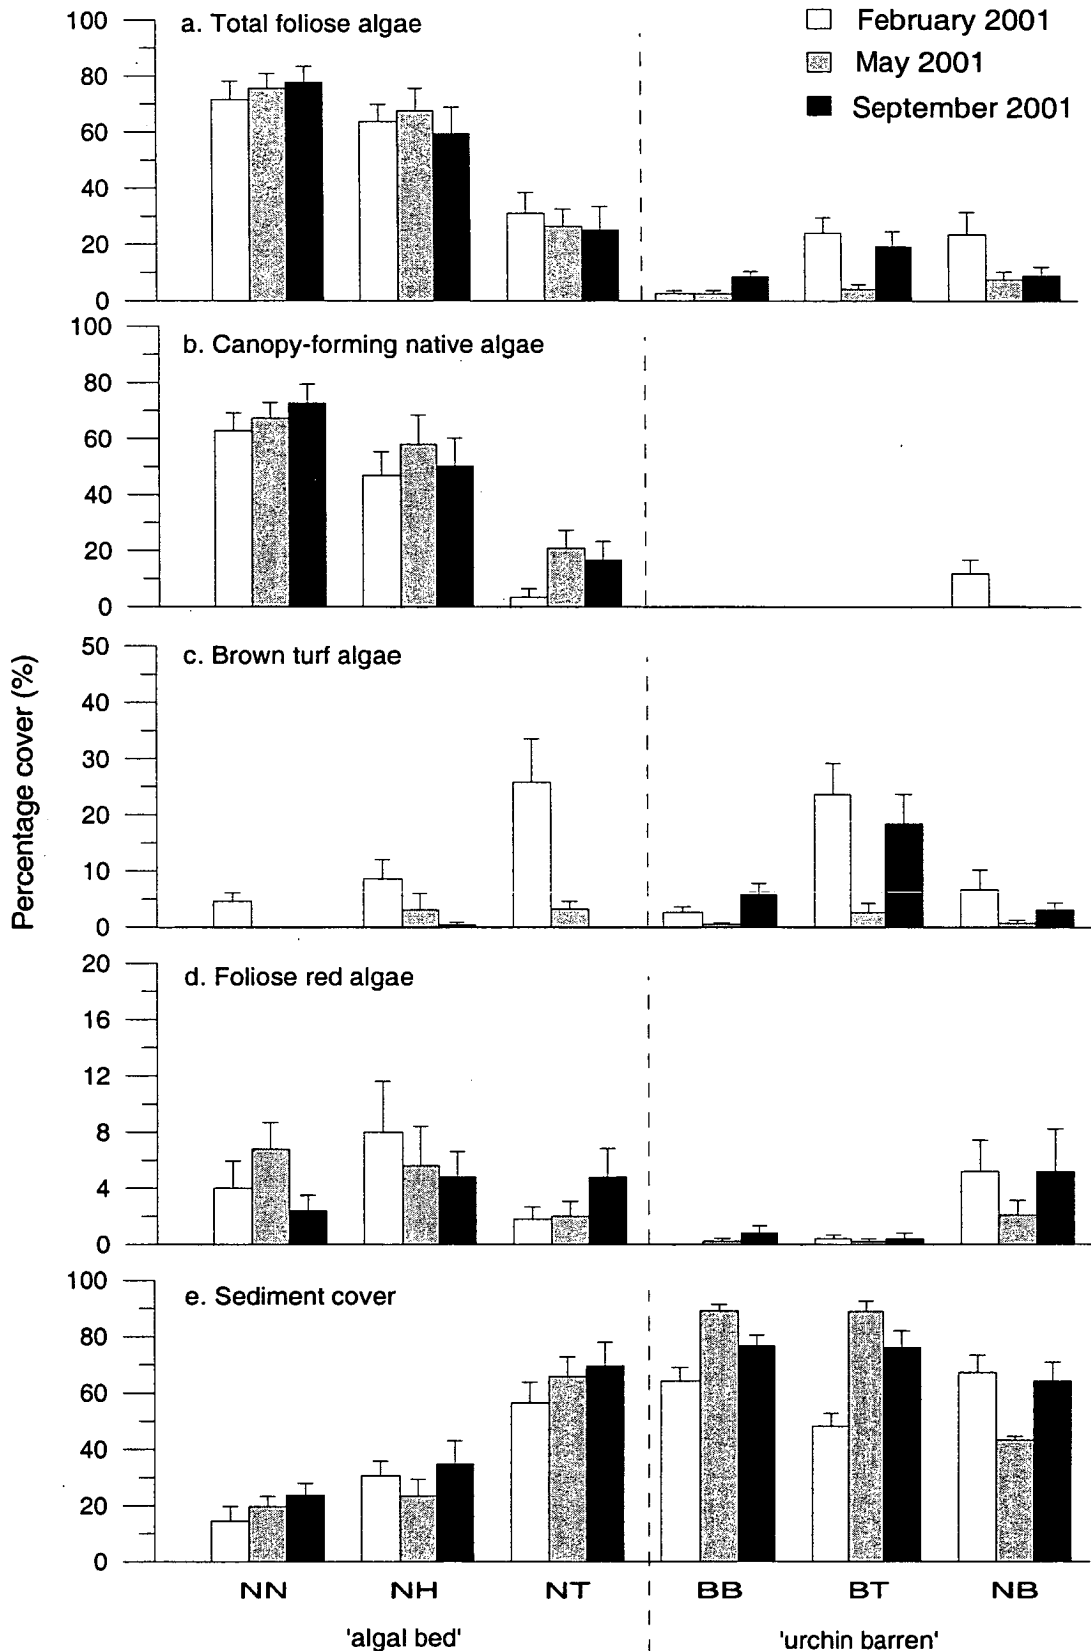 a. Total foliose algae
February 2001
May 2001
September 2001
100
80
60
40
20
0
b. Canopy-forming native algae
100
80
60
40
20
0
Percentage cover (%)
c. Brown turf algae
50
40
30
20
10
0
d. Foliose red algae
20
16
12
8
4
0
e. Sediment cover
100
80
60
40
20
0
NN NH NT BB BT NB
'algal bed' 'urchin barren'